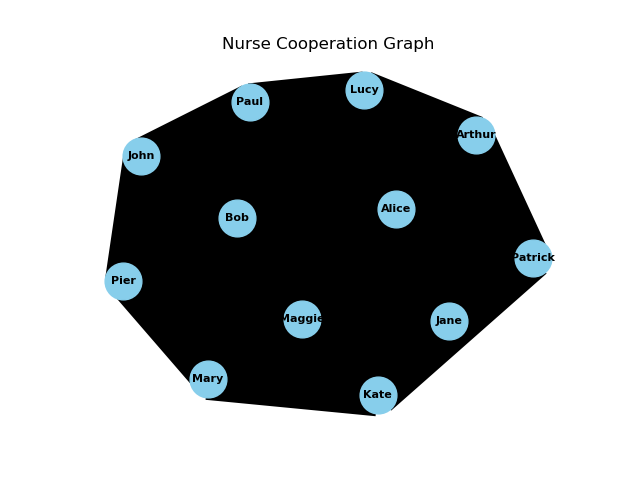 Nurse Cooperation Graph
Lucy
Paul
Arthur
John
Alice
Bob
Patrick
Pier
Maggie
Jane
Mary
Kate